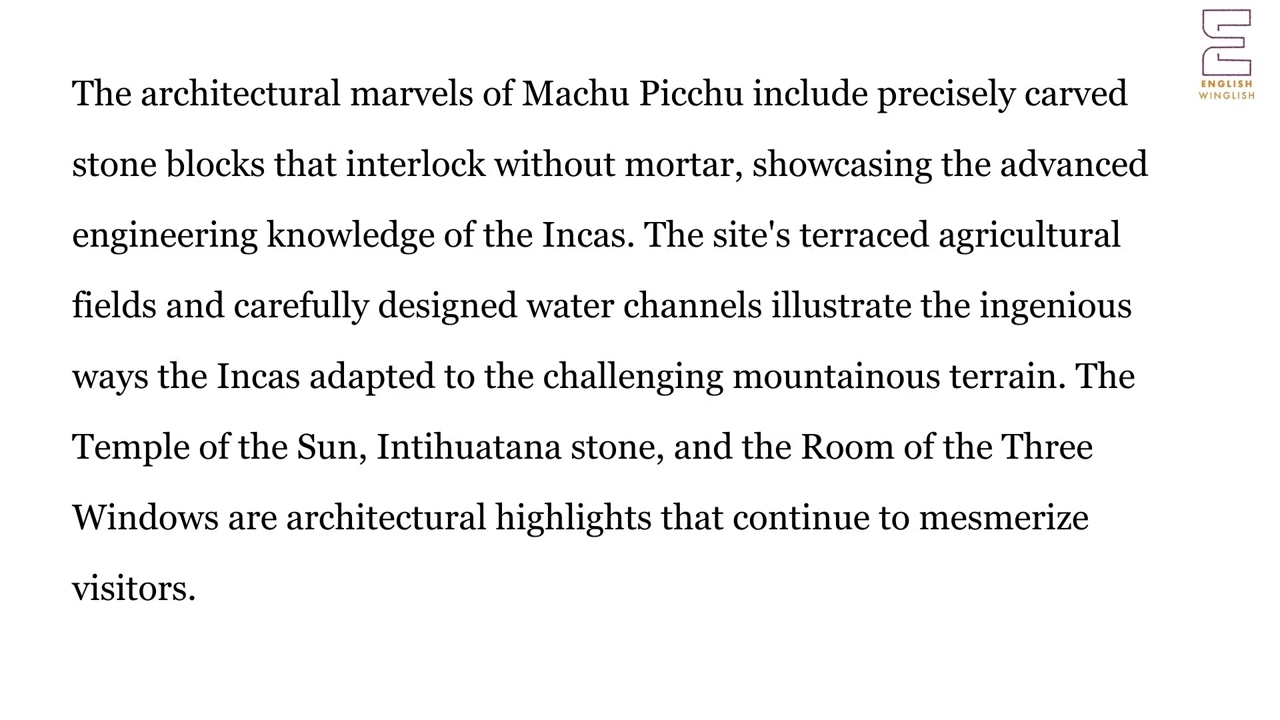 The architectural marvels of Machu Picchu include precisely carved
stone blocks that interlock without mortar, showcasing the advanced
engineering knowledge of the Incas. The site's terraced agricultural
fields and carefully designed water channels illustrate the ingenious
ways the Incas adapted to the challenging mountainous terrain. The
Temple of the Sun, Intihuatana stone, and the Room of the Three
Windows are architectural highlights that continue to mesmerize
visitors.
ENGLISH
WINGLISH